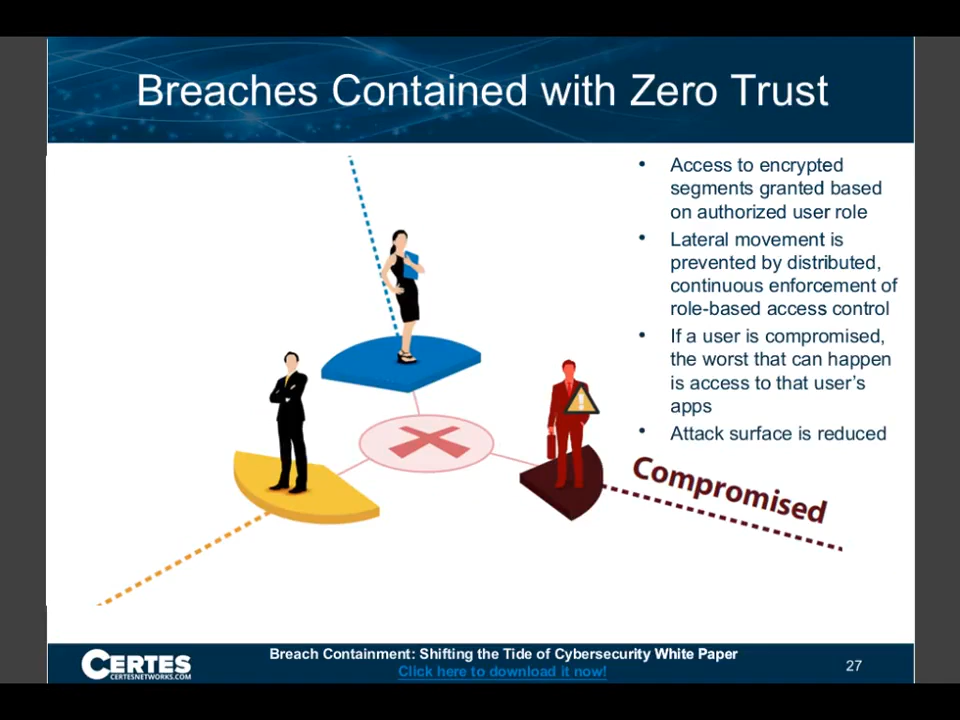 Breaches Contained with Zero Trust
• Access to encrypted
segments granted based
on authorized user role
• Lateral movement is
prevented by distributed,
continuous enforcement of
role-based access control
• If a user is compromised,
the worst that can happen
is access to that user's
apps
• Attack surface is reduced
Compromised
CERTES
CERTESNETWORKS.COM
Breach Containment: Shifting the Tide of Cybersecurity White Paper
Click here to download it now!
27